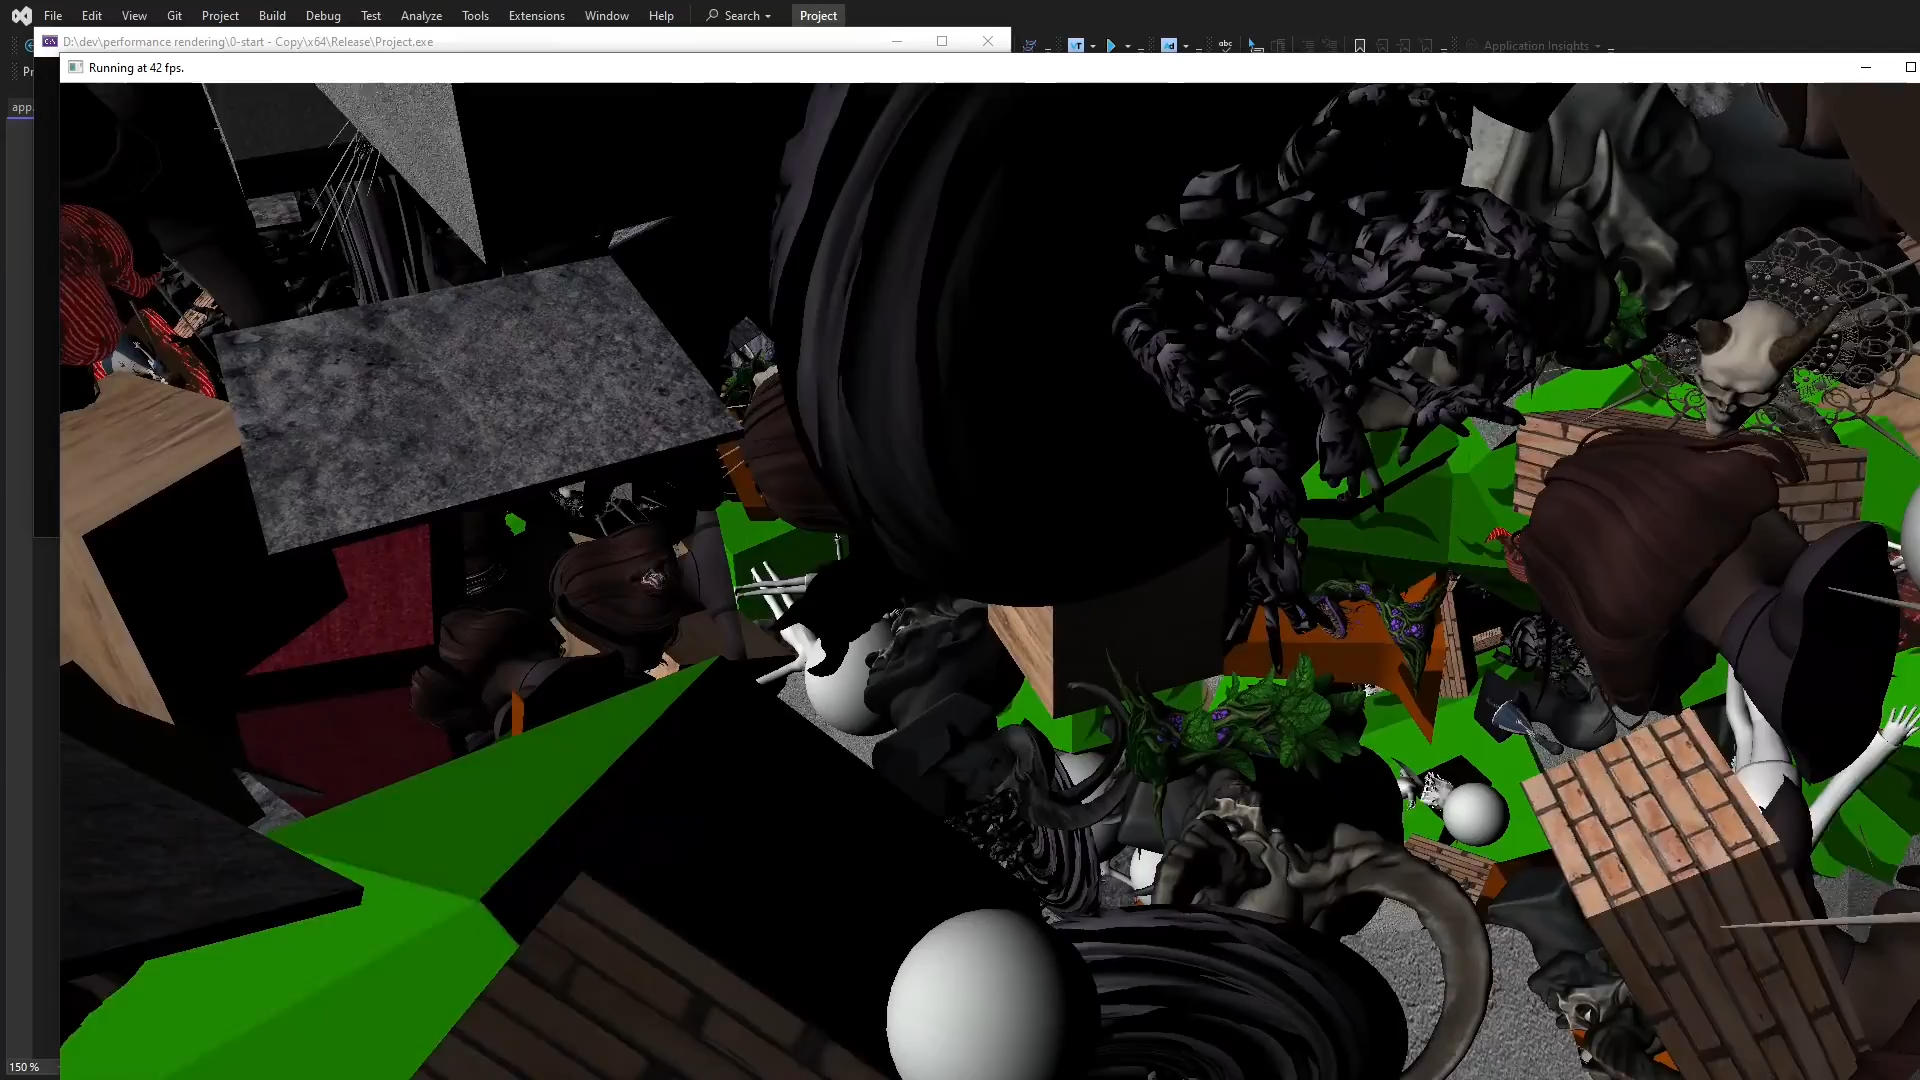 File Edit View Git Project Build Debug Test Analyze Tools Extensions Window Help Search Project
D:\dev\performance rendering\0-start - Copy\x64\Release\Project.exe
Application Insights
Running at 42 fps.
Pr
app.
150 %